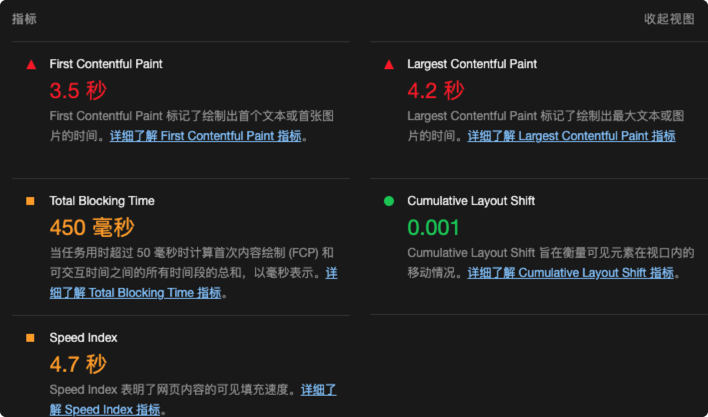 指标
收起视图
First Contentful Paint
3.5 秒
First Contentful Paint 标记了绘制出首个文本或首张图
片的时间。详细了解 First Contentful Paint 指标。
Largest Contentful Paint
4.2 秒
Largest Contentful Paint 标记了绘制出最大文本或图
片的时间。详细了解 Largest Contentful Paint 指标
Total Blocking Time
450 毫秒
当任务用时超过 50 毫秒时计算首次内容绘制 (FCP) 和
可交互时间之间的所有时间段的总和，以毫秒表示。详
细了解 Total Blocking Time 指标。
Cumulative Layout Shift
0.001
Cumulative Layout Shift 旨在衡量可见元素在视口内的
移动情况。详细了解 Cumulative Layout Shift 指标。
Speed Index
4.7 秒
Speed Index 表明了网页内容的可见填充速度。详细了
解 Speed Index 指标。